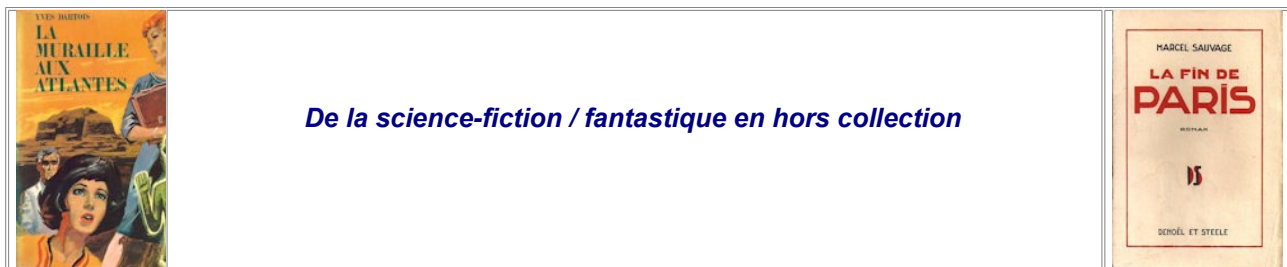 YVES DARTOIS
LA
MURAILLE
AUX
ATLANTES
De la science-fiction / fantastique en hors collection
MARCEL SAUVAGE
LA FIN DE
PARIS
ROMAN
DS
DENOËL ET STEELE